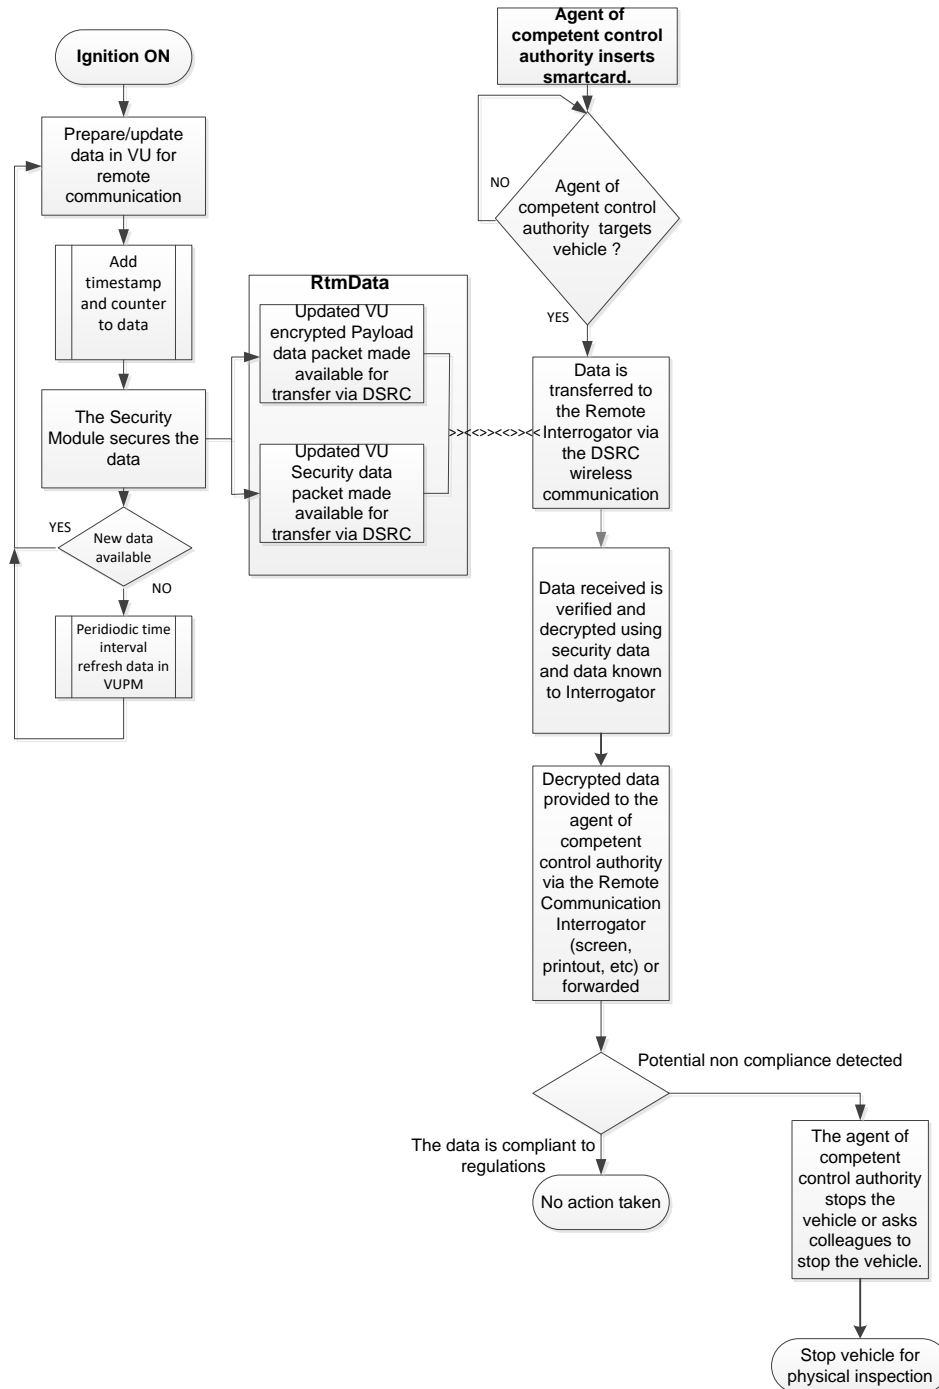 Ignition ON
Prepare/update
data in VU for
remote
communication
Add
timestamp
and counter
to data
The Security
Module secures the
data
YES
New data
available
NO
Peridiodic time
interval
refresh data in
VUPM
RtmData
Updated VU
encrypted Payload
data packet made
available for
transfer via DSRC
Updated VU
Security data
packet made
available for
transfer via DSRC
>><<>><<>><<
Agent of
competent control
authority inserts
smartcard.
NO
Agent of
competent control
authority targets
vehicle ?
YES
Data is
transferred to
the Remote
Interrogator via
the DSRC
wireless
communication
Data received is
verified and
decrypted using
security data
and data known
to Interrogator
Decrypted data
provided to the
agent of
competent
control authority
via the Remote
Communication
Interrogator
(screen,
printout, etc) or
forwarded
Potential non compliance detected
The data is compliant to
regulations
No action taken
The agent of
competent
control authority
stops the
vehicle or asks
colleagues to
stop the vehicle.
Stop vehicle for
physical inspection